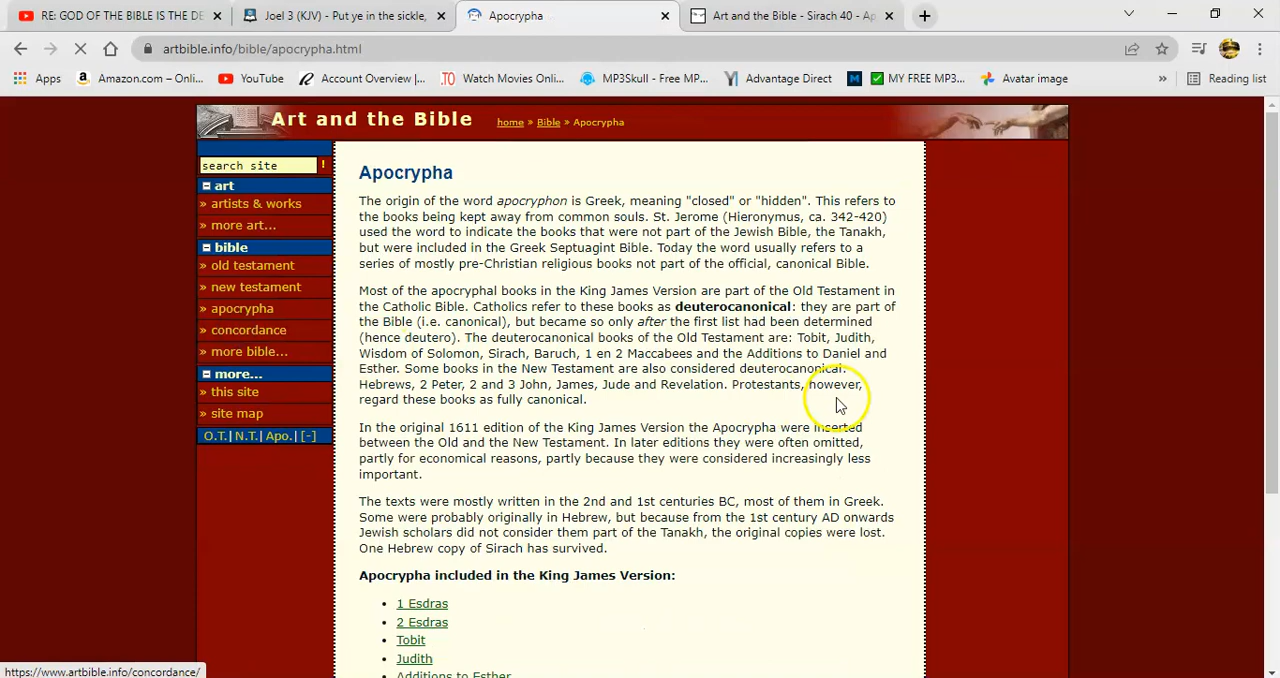 RE: GOD OF THE BIBLE IS THE DE
Joel 3 (KJV) - Put ye in the sickle,
Apocrypha
Art and the Bible - Sirach 40 - Ap
artbible.info/bible/apocrypha.html
Apps
Amazon.com – Onli...
YouTube
Account Overview |...
Watch Movies Onlin...
MP3Skull - Free MP...
Advantage Direct
MY FREE MP3...
Avatar image
»
Reading list
Art and the Bible
home » Bible » Apocrypha
search site !
art
» artists & works
» more art...
bible
» old testament
» new testament
» apocrypha
» concordance
» more bible...
more...
» this site
» site map
O.T.| N.T.| Apo.| [-]
Apocrypha
The origin of the word apocryphon is Greek, meaning "closed" or "hidden". This refers to
the books being kept away from common souls. St. Jerome (Hieronymus, ca. 342-420)
used the word to indicate the books that were not part of the Jewish Bible, the Tanakh,
but were included in the Greek Septuagint Bible. Today the word usually refers to a
series of mostly pre-Christian religious books not part of the official, canonical Bible.
Most of the apocryphal books in the King James Version are part of the Old Testament in
the Catholic Bible. Catholics refer to these books as deuterocanonical: they are part of
the Bible (i.e. canonical), but became so only after the first list had been determined
(hence deutero). The deuterocanonical books of the Old Testament are: Tobit, Judith,
Wisdom of Solomon, Sirach, Baruch, 1 en 2 Maccabees and the Additions to Daniel and
Esther. Some books in the New Testament are also considered deuterocanonical:
Hebrews, 2 Peter, 2 and 3 John, James, Jude and Revelation. Protestants, however,
regard these books as fully canonical.
In the original 1611 edition of the King James Version the Apocrypha were inserted
between the Old and the New Testament. In later editions they were often omitted,
partly for economical reasons, partly because they were considered increasingly less
important.
The texts were mostly written in the 2nd and 1st centuries BC, most of them in Greek.
Some were probably originally in Hebrew, but because from the 1st century AD onwards
Jewish scholars did not consider them part of the Tanakh, the original copies were lost.
One Hebrew copy of Sirach has survived.
Apocrypha included in the King James Version:
• 1 Esdras
• 2 Esdras
• Tobit
• Judith
Additions to Esther
https://www.artbible.info/concordance/